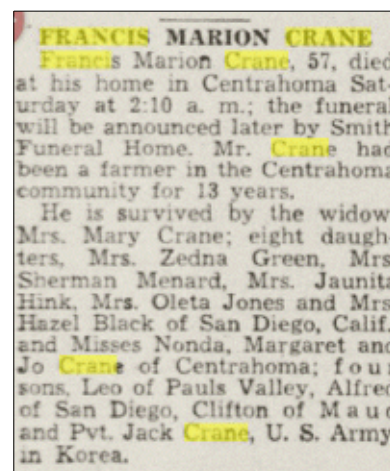 FRANCIS MARION CRANE
Francis Marion Crane, 57, died
at his home in Centrahoma Sat-
urday at 2:10 a. m.; the funeral
will be announced later by Smith
Funeral Home. Mr. Crane had
been a farmer in the Centrahoma
community for 13 years.
He is survived by the widow
Mrs. Mary Crane; eight daugh-
ters, Mrs. Zedna Green, Mrs
Sherman Menard, Mrs. Jaunita
Hink, Mrs. Oleta Jones and Mrs
Hazel Black of San Diego, Calif.
and Misses Nonda, Margaret and
Jo Crane of Centrahoma; four
sons, Leo of Pauls Valley, Alfred
of San Diego, Clifton of Maud
and Pvt. Jack Crane, U. S. Army
in Korea.